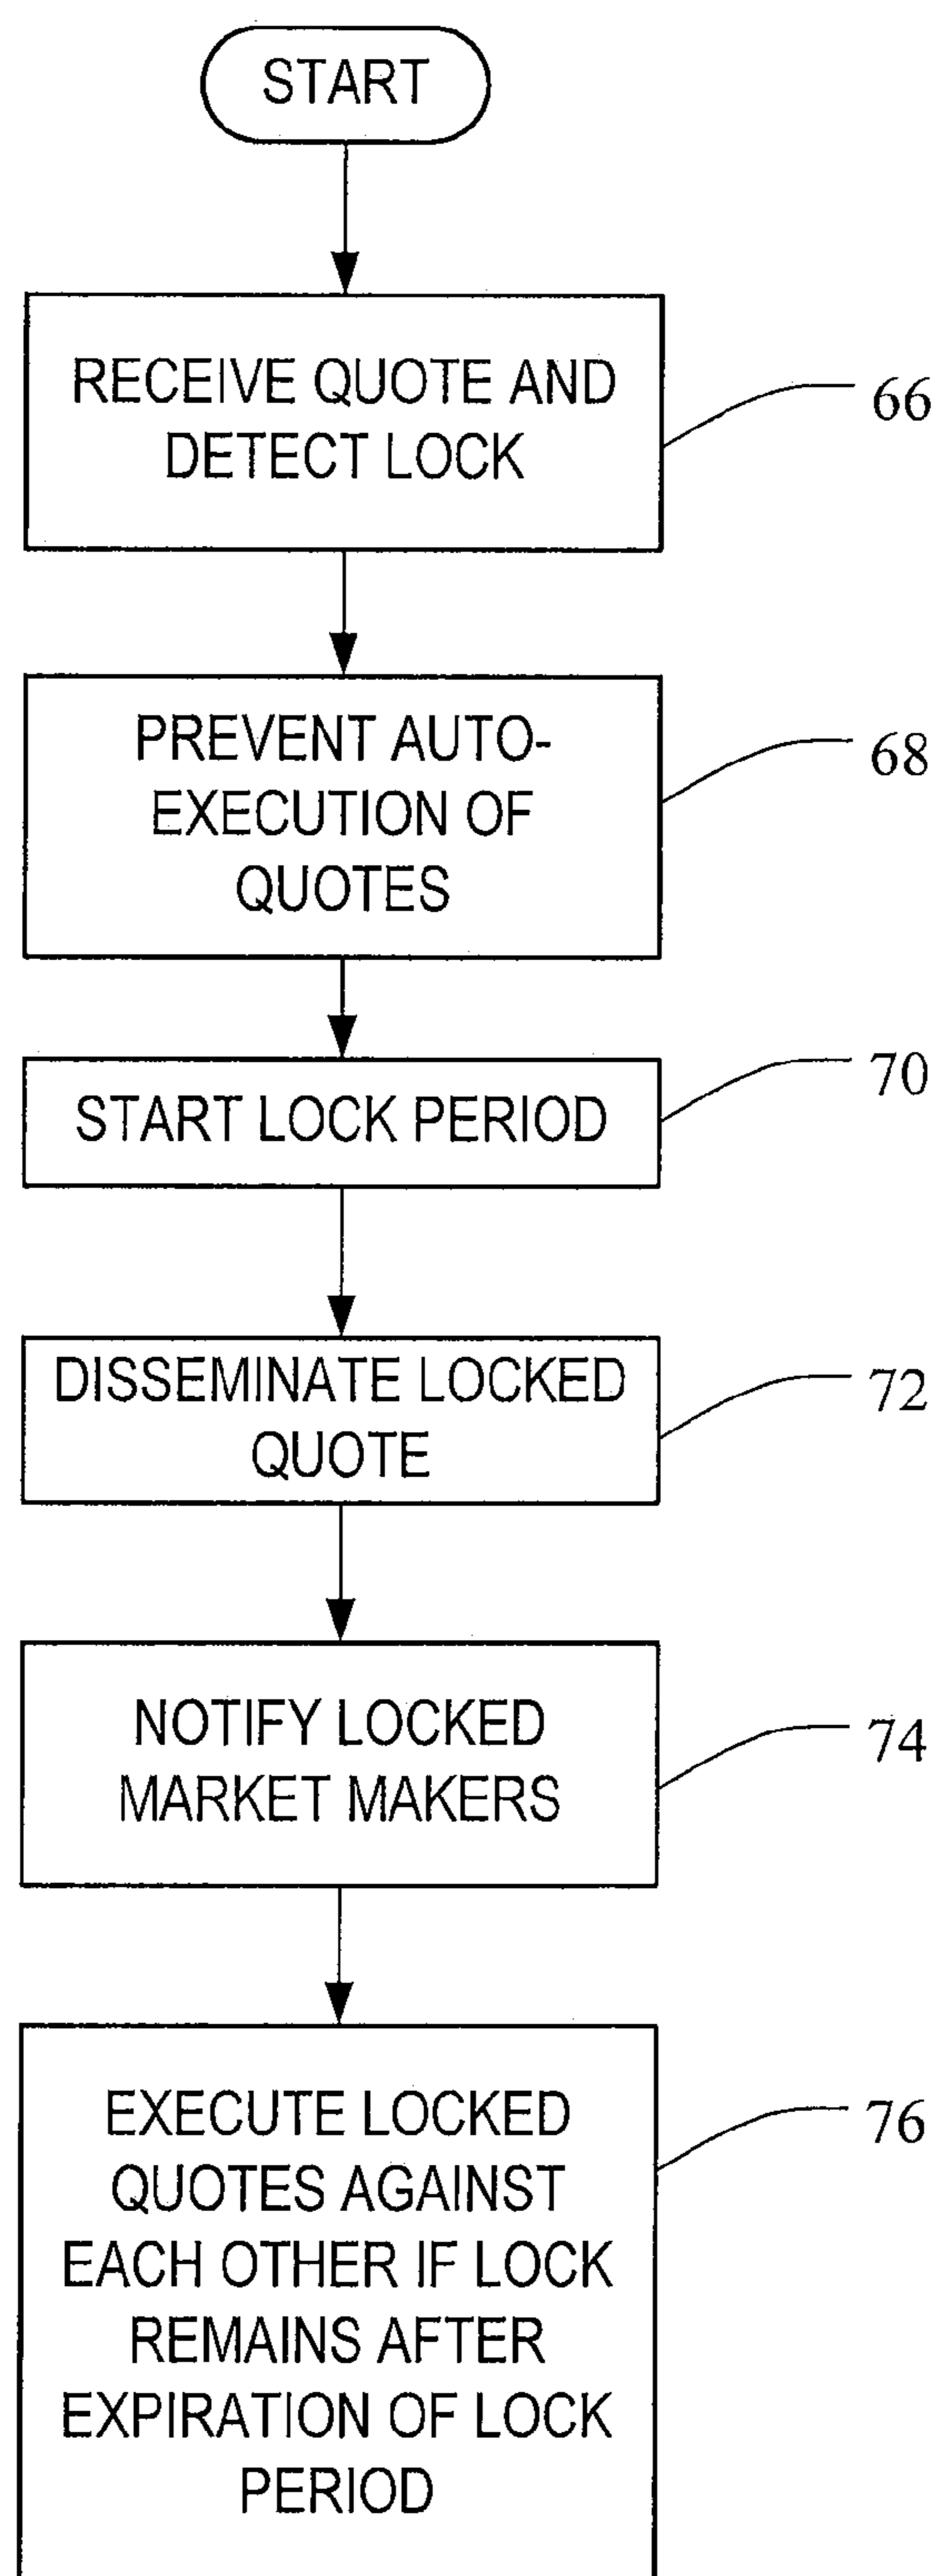 START
RECEIVE QUOTE AND
DETECT LOCK
66
PREVENT AUTO-
EXECUTION OF
QUOTES
68
START LOCK PERIOD
70
DISSEMINATE LOCKED
QUOTE
72
NOTIFY LOCKED
MARKET MAKERS
74
EXECUTE LOCKED
QUOTES AGAINST
EACH OTHER IF LOCK
REMAINS AFTER
EXPIRATION OF LOCK
PERIOD
76